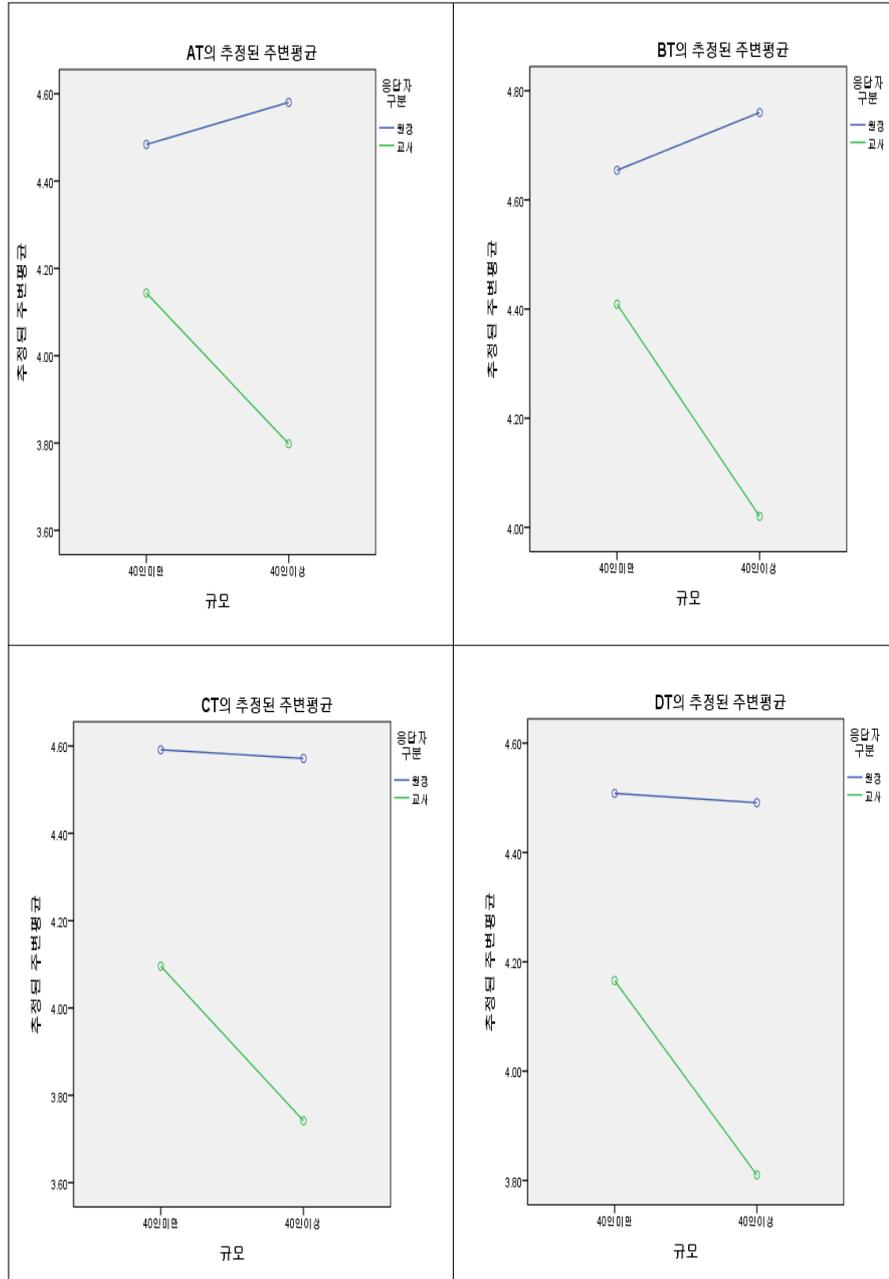 AT의 추정된 주변평균
응답자
구분
원장
교사
4.60
4.40
4.20
4.00
3.80
3.60
추정된 주변평균
40인미만
40인이상
규모
BT의 추정된 주변평균
응답자
구분
원장
교사
4.80
4.60
4.40
4.20
4.00
추정된 주변평균
40인미만
40인이상
규모
CT의 추정된 주변평균
응답자
구분
원장
교사
4.60
4.40
4.20
4.00
3.80
3.60
추정된 주변평균
40인미만
40인이상
규모
DT의 추정된 주변평균
응답자
구분
원장
교사
4.60
4.40
4.20
4.00
3.80
추정된 주변평균
40인미만
40인이상
규모